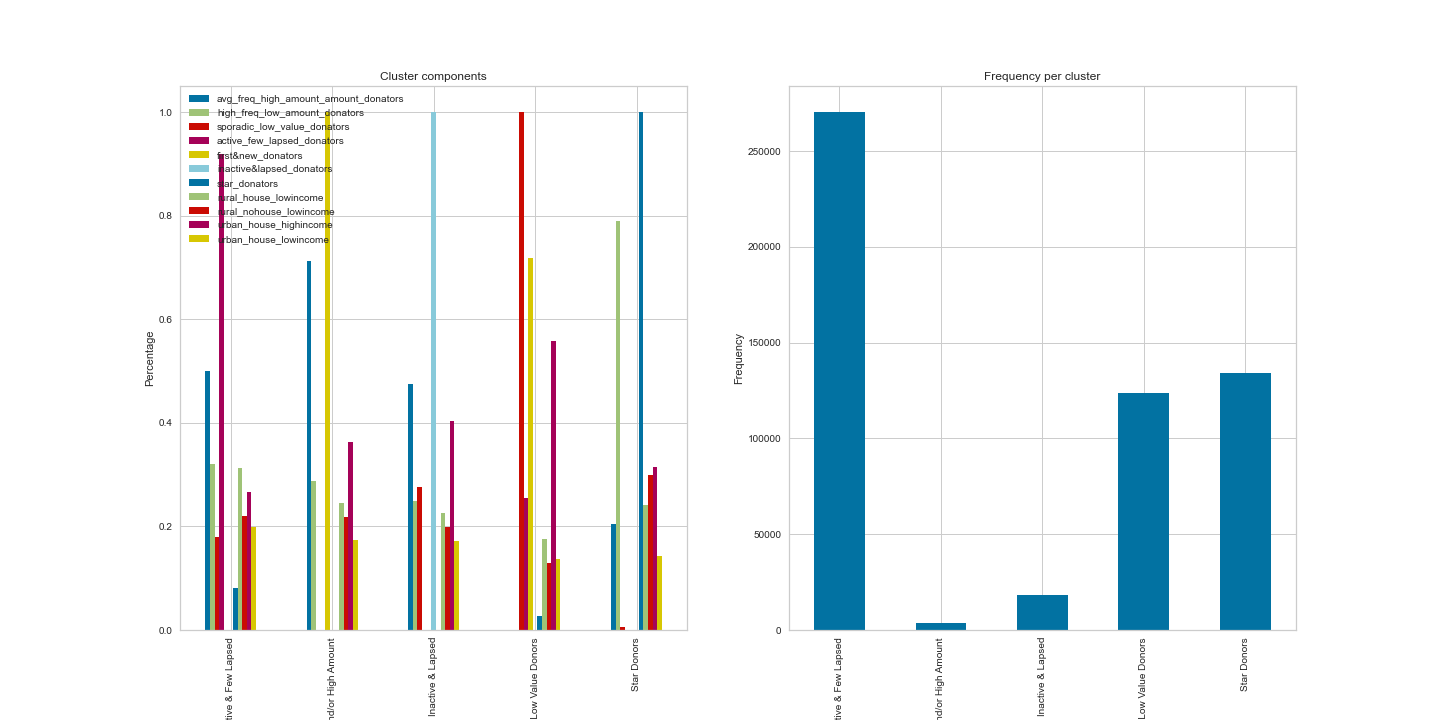 Cluster components
avg_freq_high_amount_amount_donators
high_freq_low_amount_donators
sporadic_low_value_donators
active_few_lapsed_donators
first&new_donators
inactive&lapsed_donators
star_donators
rural_house_lowincome
rural_nohouse_lowincome
urban_house_highincome
urban_house_lowincome
Percentage
1.0
0.8
0.6
0.4
0.2
0.0
tive & Few Lapsed
nd/or High Amount
Inactive & Lapsed
Low Value Donors
Star Donors
Frequency per cluster
Frequency
250000
200000
150000
100000
50000
0
tive & Few Lapsed
nd/or High Amount
Inactive & Lapsed
Low Value Donors
Star Donors